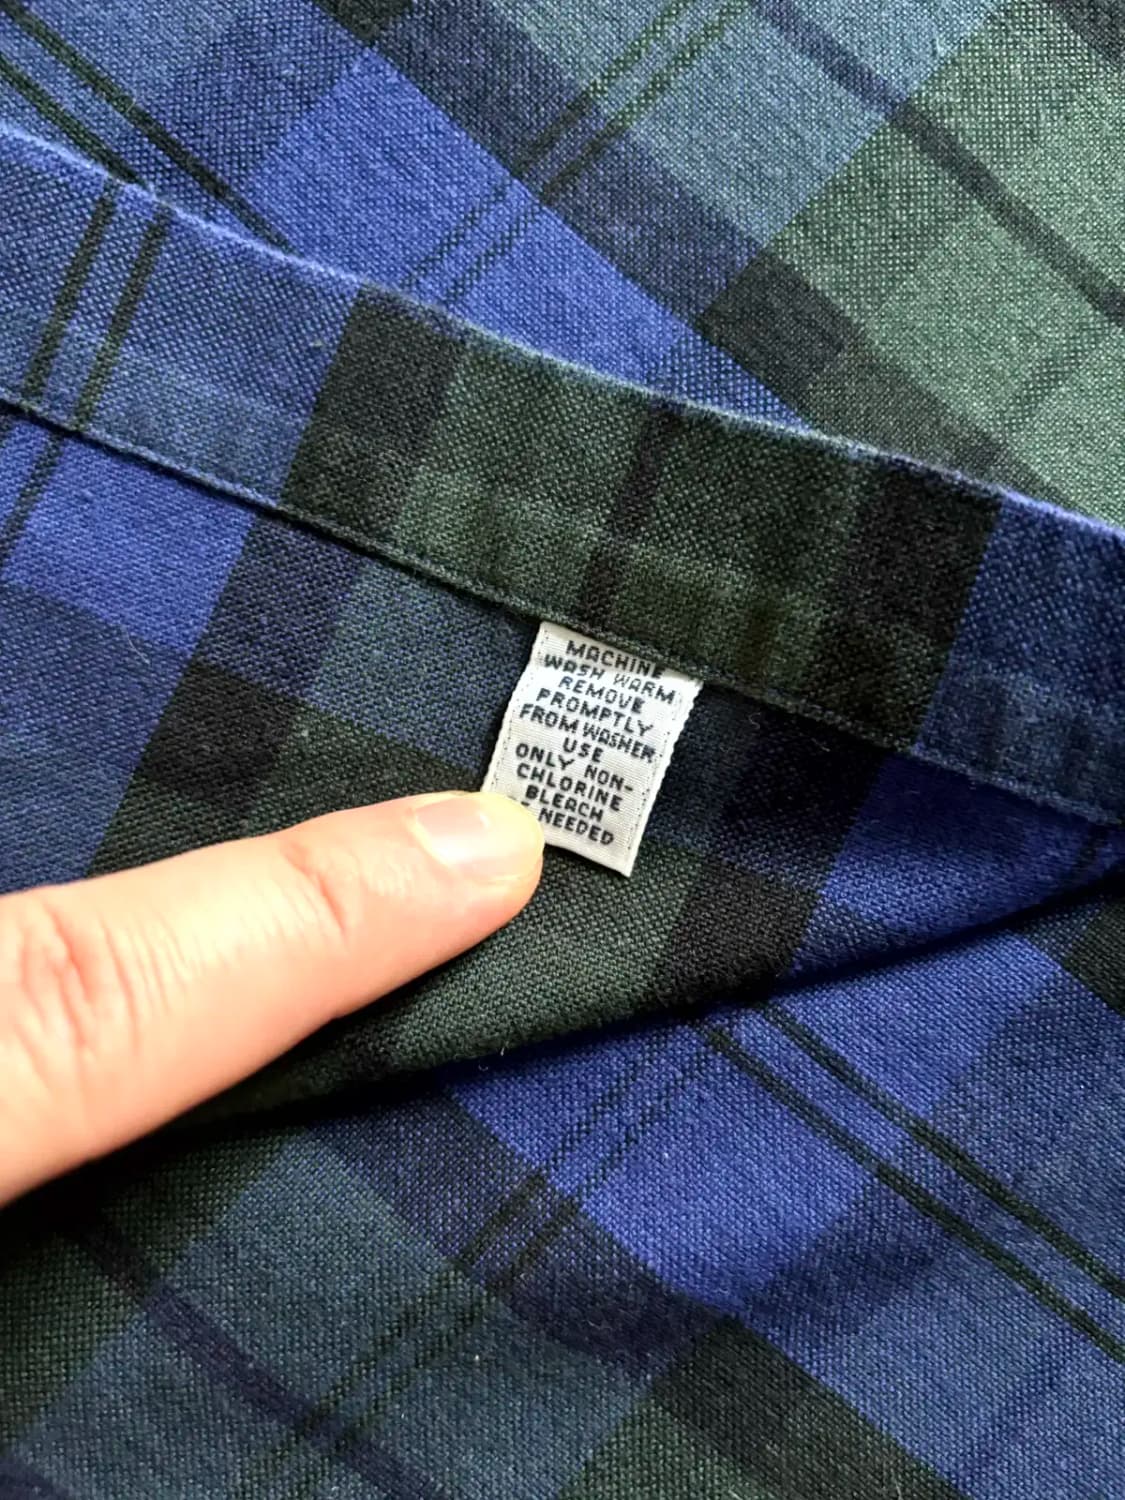 MACHINE
WASH WARM
REMOVE
PROMPTLY
FROM WASHER
USE
ONLY NON-
CHLORINE
BLEACH
NEEDED